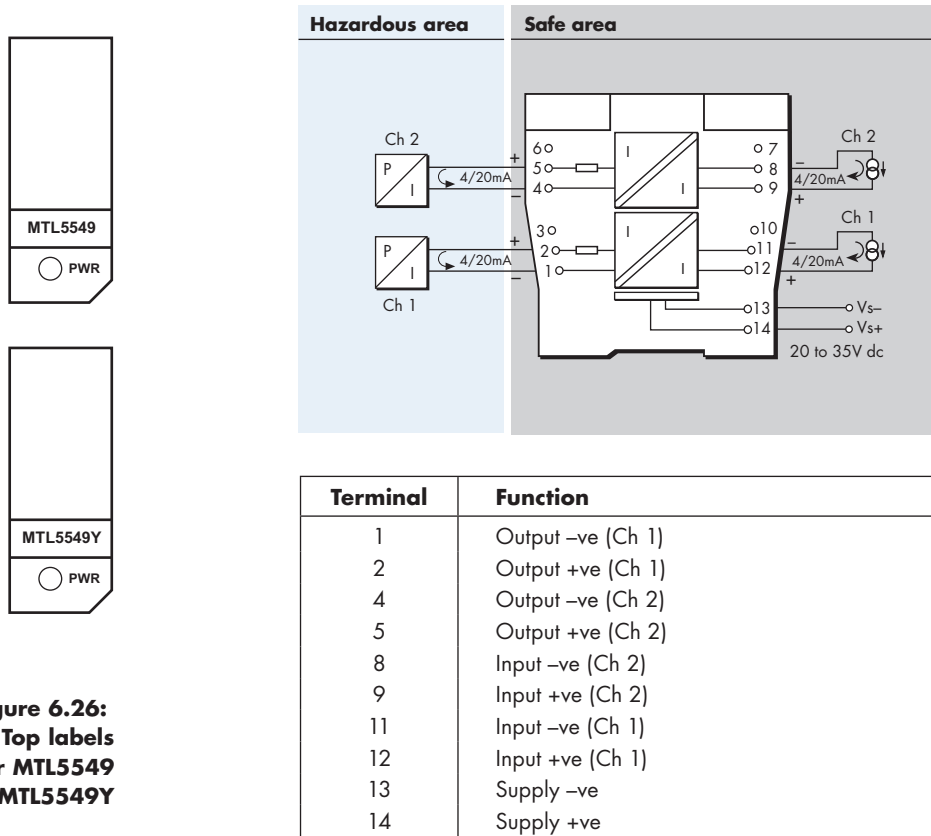 MTL5549
PWR
MTL5549Y
PWR
gure 6.26:
Top labels
r MTL5549
MTL5549Y
Hazardous area
Safe area
Ch 2
P
I
+
4/20mA
–
6
5
4
I
I
7
8
9
–
4/20mA
+
Ch 2
P
I
+
4/20mA
–
Ch 1
3
2
1
I
I
10
11
12
–
4/20mA
+
Ch 1
13
Vs–
14
Vs+
20 to 35V dc
Terminal Function
1 Output –ve (Ch 1)
2 Output +ve (Ch 1)
4 Output –ve (Ch 2)
5 Output +ve (Ch 2)
8 Input –ve (Ch 2)
9 Input +ve (Ch 2)
11 Input –ve (Ch 1)
12 Input +ve (Ch 1)
13 Supply –ve
14 Supply +ve